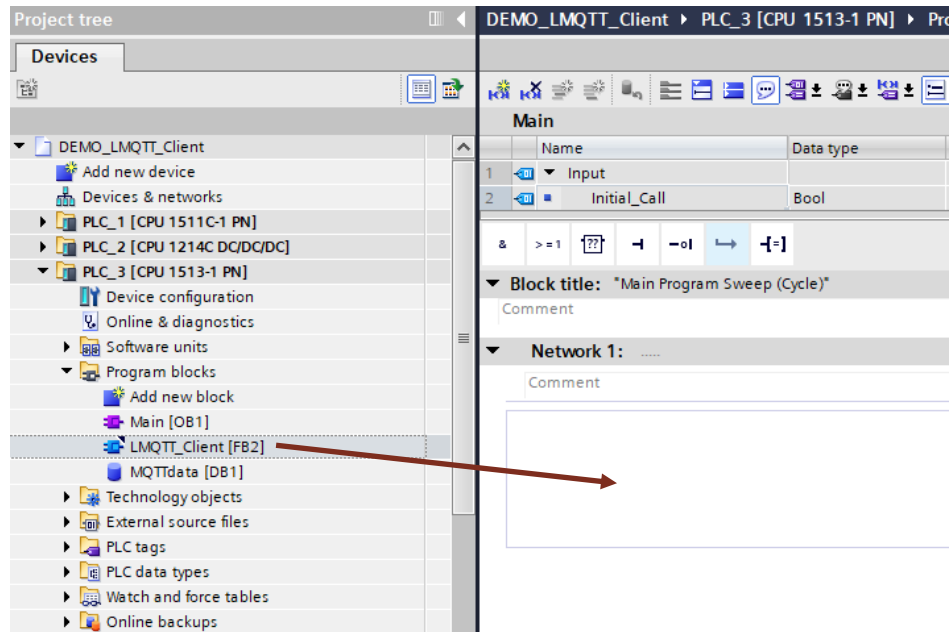 Project tree
Devices
DEMO_LMQTT_Client
Add new device
Devices & networks
PLC_1 [CPU 1511C-1 PN]
PLC_2 [CPU 1214C DC/DC/DC]
PLC_3 [CPU 1513-1 PN]
Device configuration
Online & diagnostics
Software units
Program blocks
Add new block
Main [OB1]
LMQTT_Client [FB2]
MQTTdata [DB1]
Technology objects
External source files
PLC tags
PLC data types
Watch and force tables
Online backups
DEMO_LMQTT_Client PLC_3 [CPU 1513-1 PN] Pro
Main
Name Data type
1 Input
2 Initial_Call Bool
& >=1 ??
Block title: "Main Program Sweep (Cycle)"
Comment
Network 1: .....
Comment